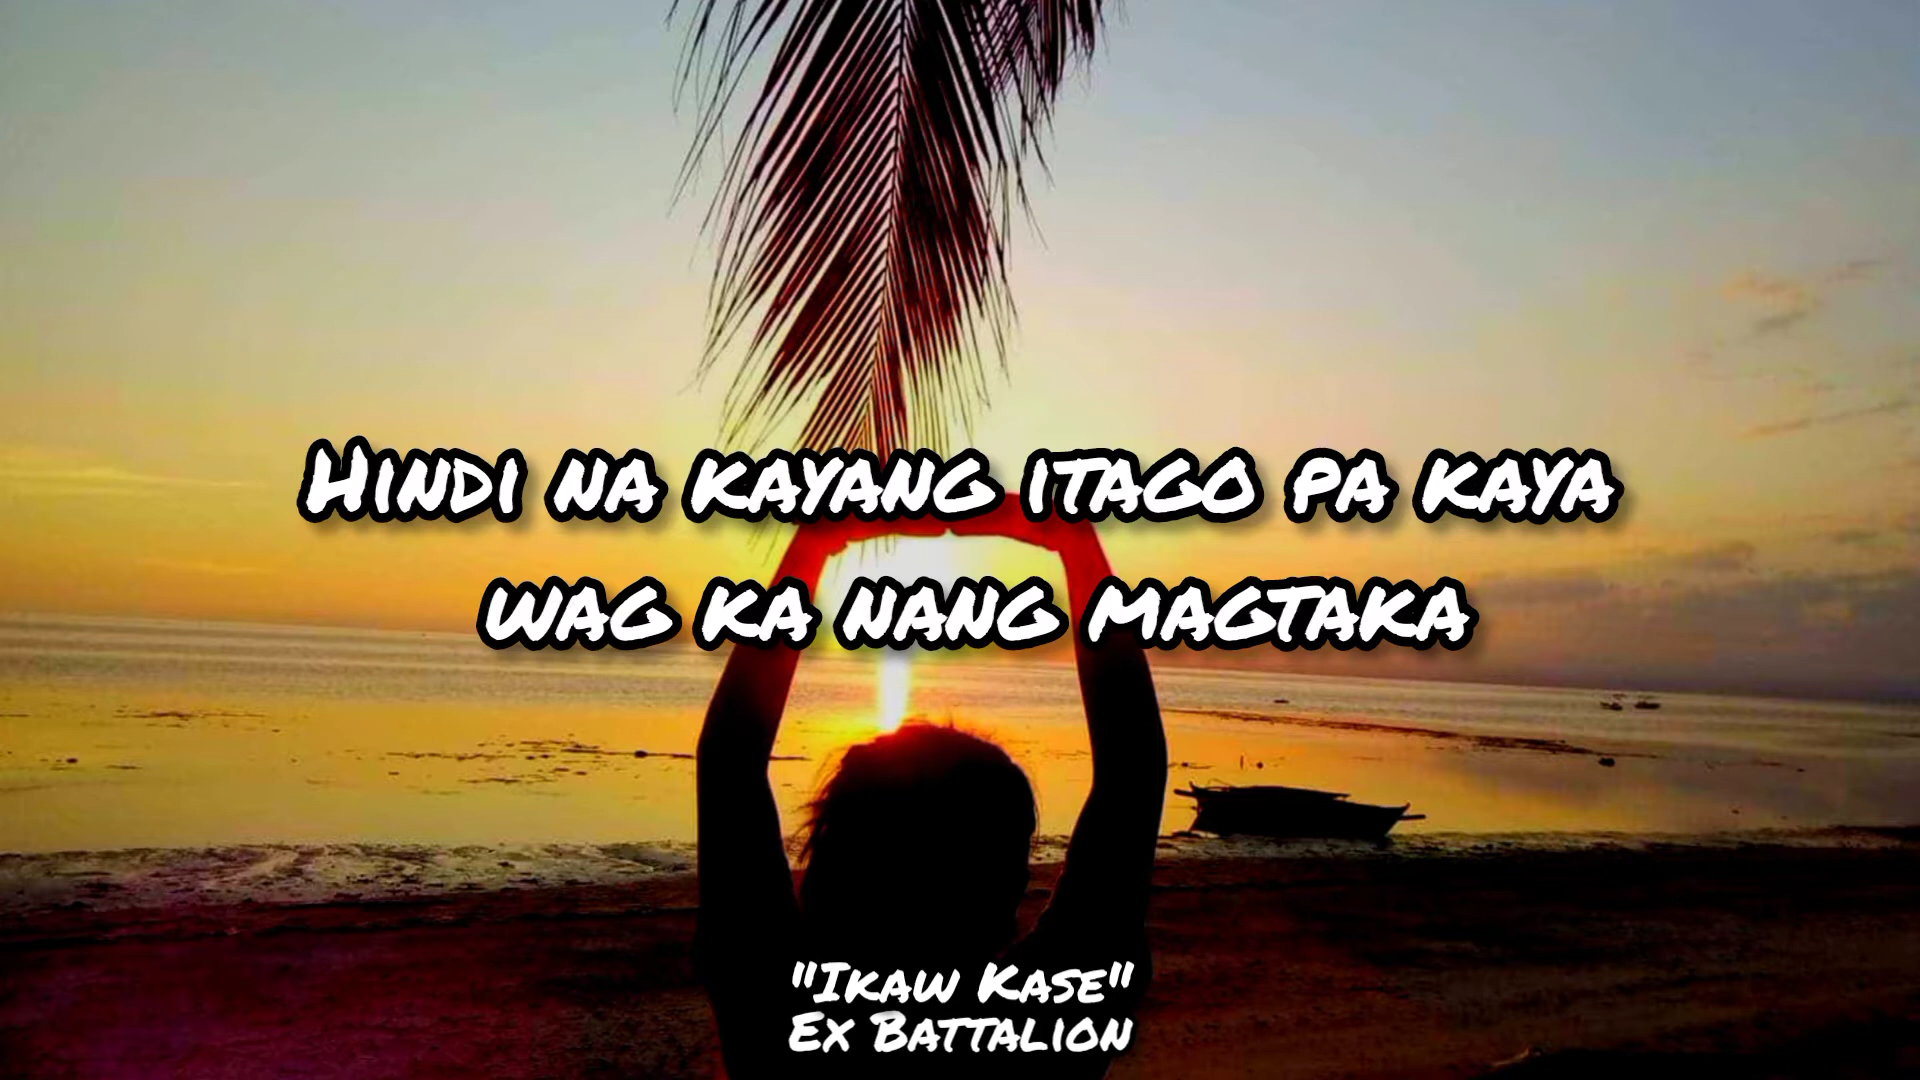 Hindi na kayang itago pa kaya
wag ka nang magtaka
"Ikaw Kase"
Ex Battalion